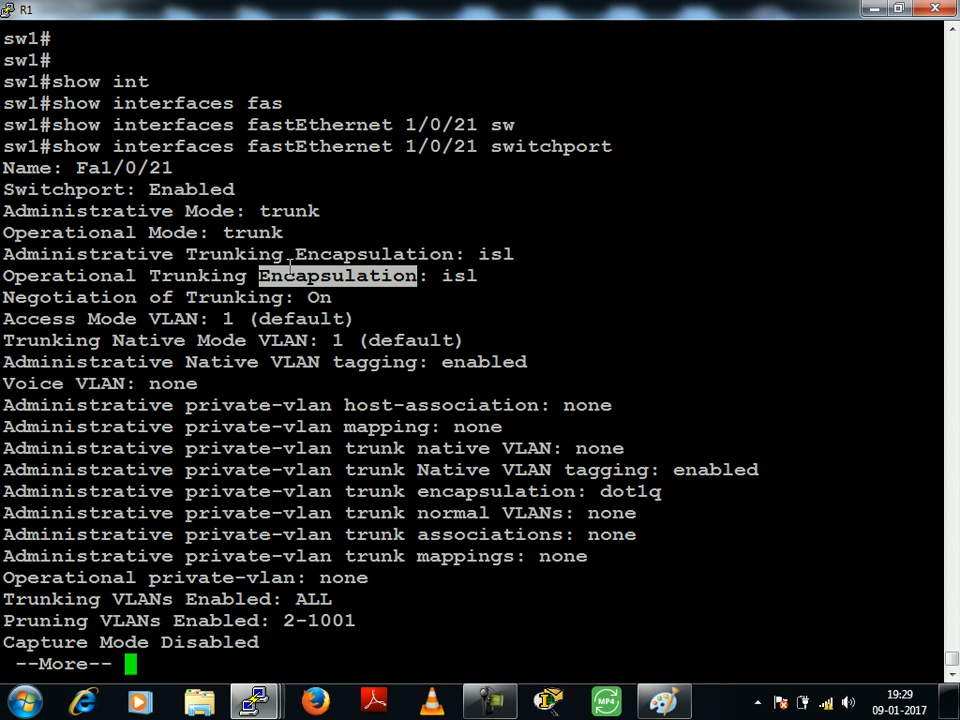 R1
sw1#
sw1#
sw1#show int
sw1#show interfaces fas
sw1#show interfaces fastEthernet 1/0/21 sw
sw1#show interfaces fastEthernet 1/0/21 switchport
Name: Fa1/0/21
Switchport: Enabled
Administrative Mode: trunk
Operational Mode: trunk
Administrative Trunking Encapsulation: isl
Operational Trunking Encapsulation: isl
Negotiation of Trunking: On
Access Mode VLAN: 1 (default)
Trunking Native Mode VLAN: 1 (default)
Administrative Native VLAN tagging: enabled
Voice VLAN: none
Administrative private-vlan host-association: none
Administrative private-vlan mapping: none
Administrative private-vlan trunk native VLAN: none
Administrative private-vlan trunk Native VLAN tagging: enabled
Administrative private-vlan trunk encapsulation: dot1q
Administrative private-vlan trunk normal VLANs: none
Administrative private-vlan trunk associations: none
Administrative private-vlan trunk mappings: none
Operational private-vlan: none
Trunking VLANs Enabled: ALL
Pruning VLANs Enabled: 2-1001
Capture Mode Disabled
--More--
MP4
19:29
09-01-2017